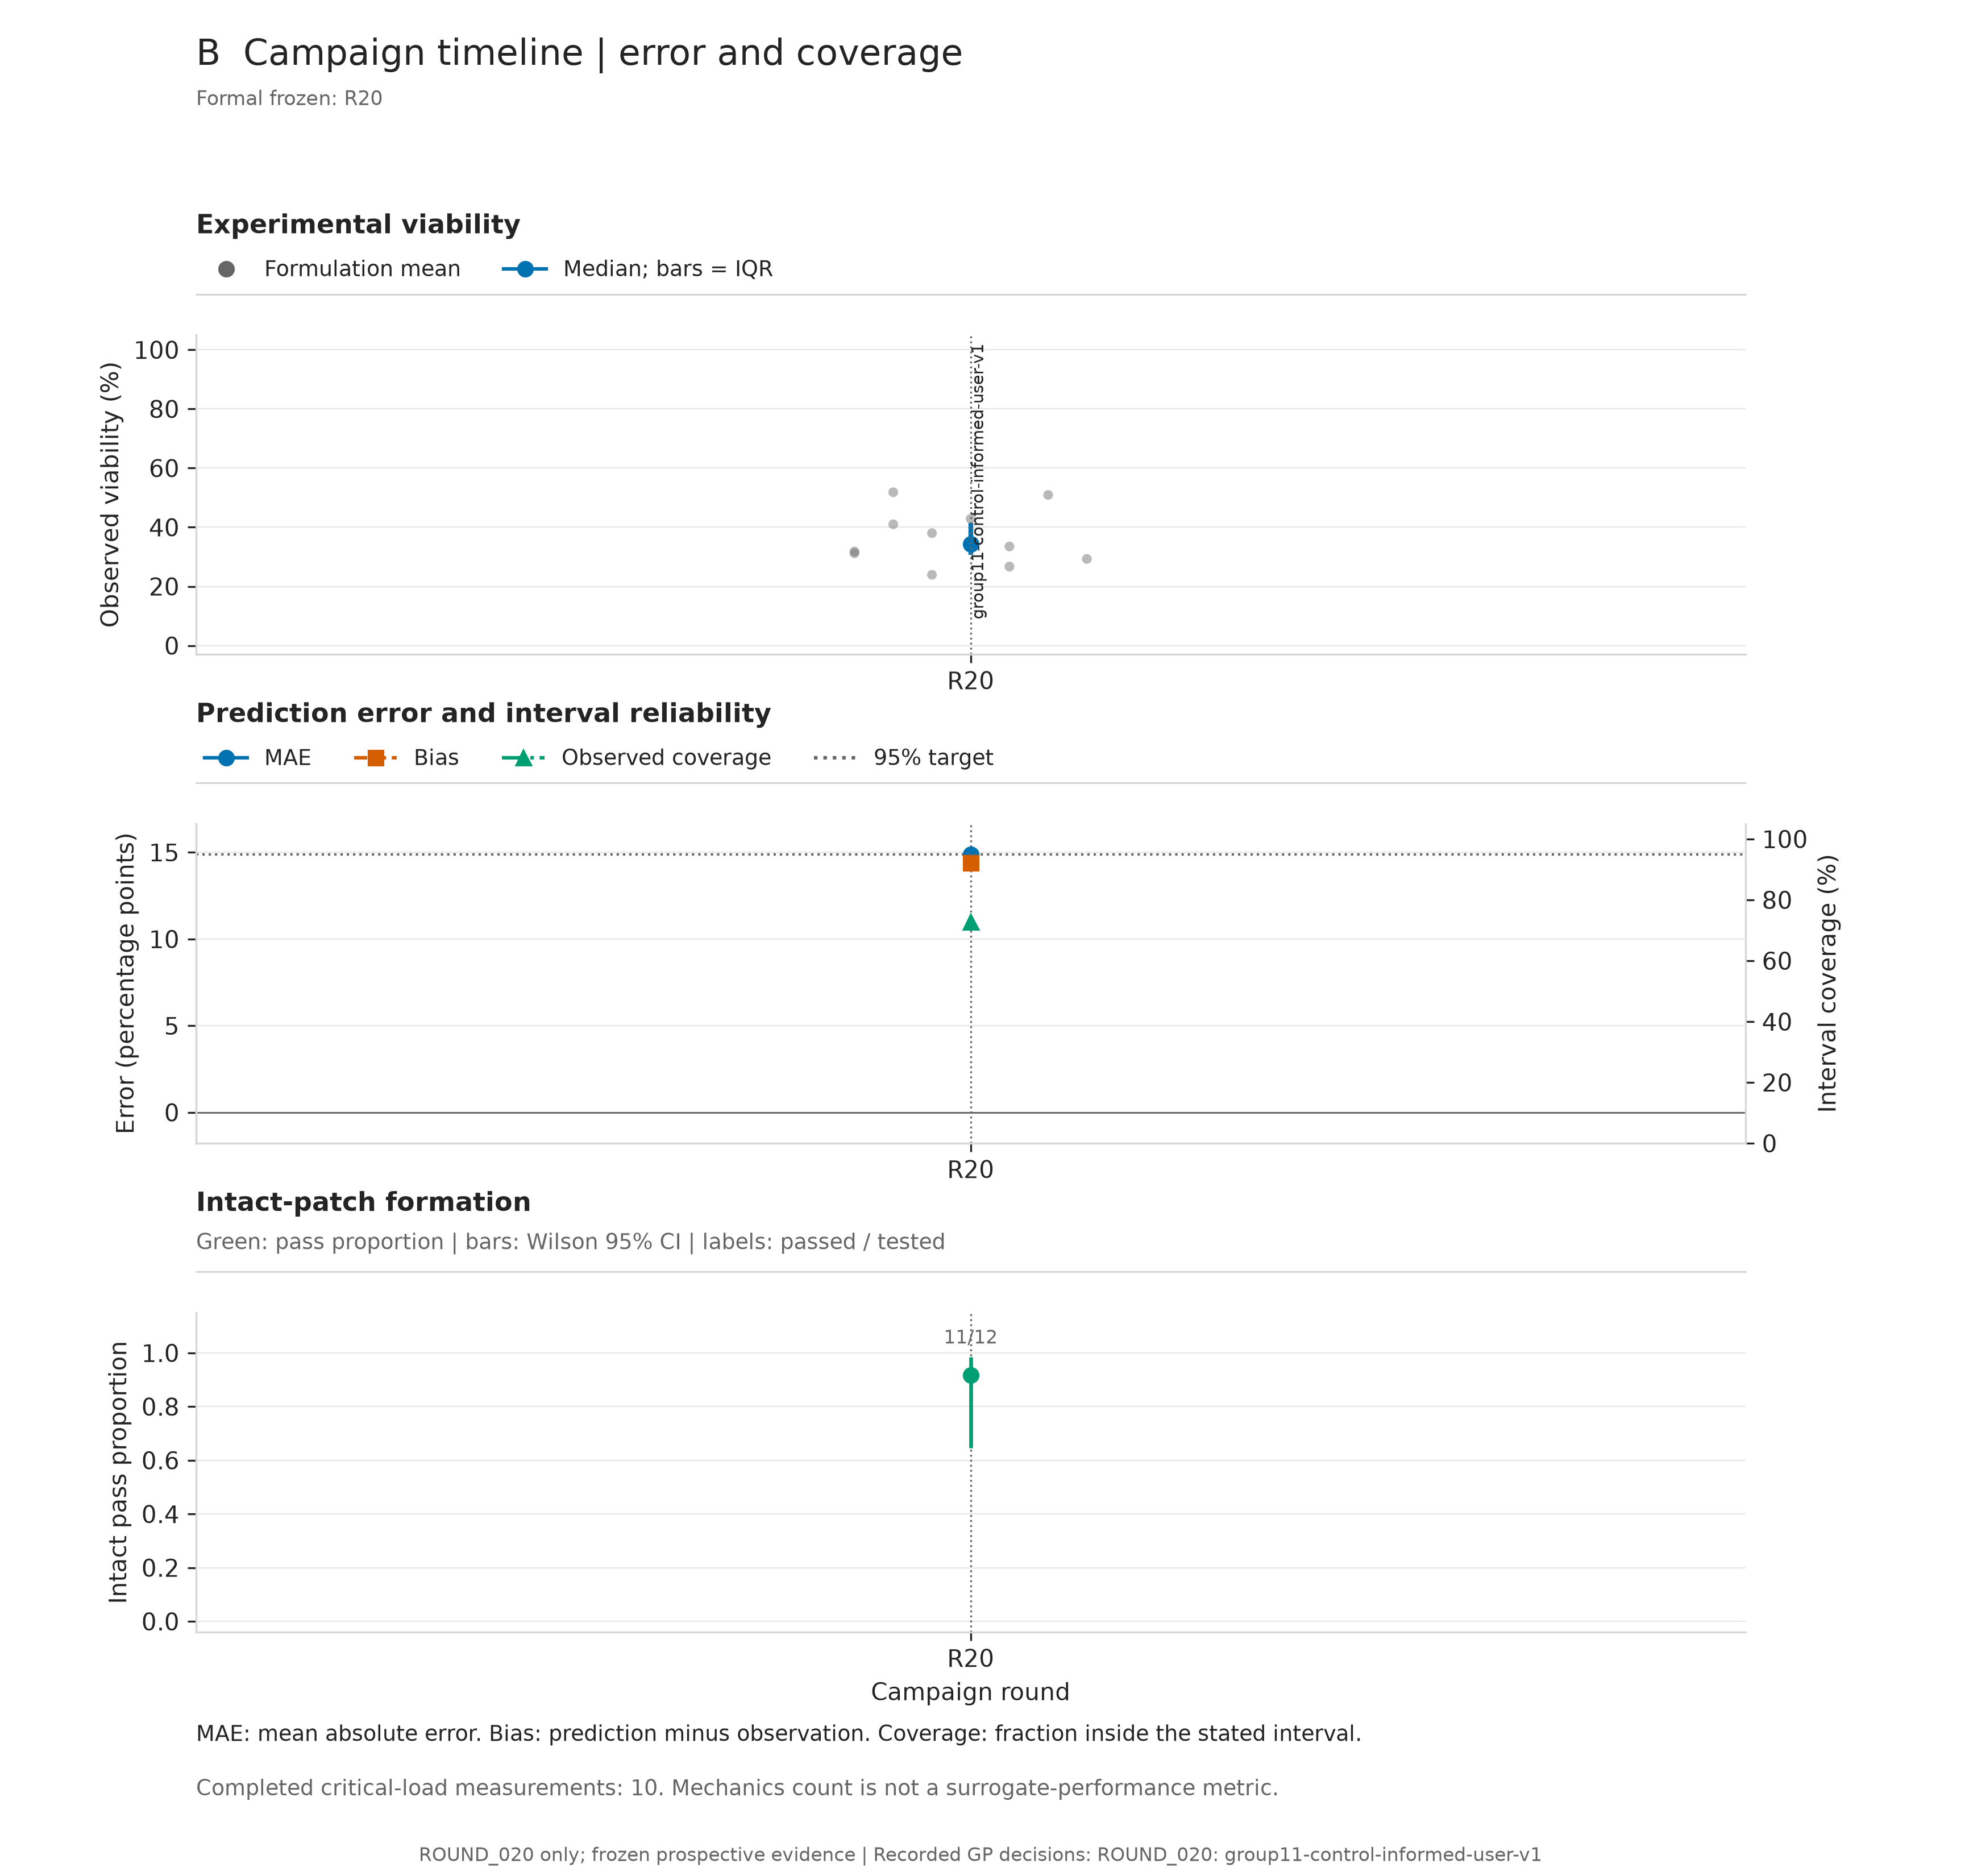 B Campaign timeline | error and coverage
Formal frozen: R20
Experimental viability
Formulation mean
Median; bars = IQR
Observed viability (%)
100
80
60
40
20
0
group11-control-informed-user-v1
R20
Prediction error and interval reliability
MAE
Bias
Observed coverage
95% target
Error (percentage points)
15
10
5
0
100
80
60
40
20
0
Interval coverage (%)
R20
Intact-patch formation
Green: pass proportion | bars: Wilson 95% CI | labels: passed / tested
Intact pass proportion
1.0
0.8
0.6
0.4
0.2
0.0
11/12
R20
Campaign round
MAE: mean absolute error. Bias: prediction minus observation. Coverage: fraction inside the stated interval.
Completed critical-load measurements: 10. Mechanics count is not a surrogate-performance metric.
ROUND_020 only; frozen prospective evidence | Recorded GP decisions: ROUND_020: group11-control-informed-user-v1